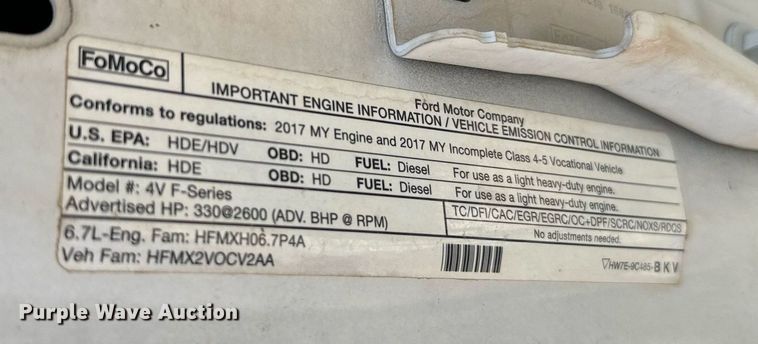 FoMoCo
Ford Motor Company
IMPORTANT ENGINE INFORMATION / VEHICLE EMISSION CONTROL INFORMATION
Conforms to regulations: 2017 MY Engine and 2017 MY Incomplete Class 4-5 Vocational Vehicle
U.S. EPA: HDE/HDV OBD: HD FUEL: Diesel For use as a light heavy-duty engine.
California: HDE OBD: HD FUEL: Diesel For use as a light heavy-duty engine.
Model #: 4V F-Series
TC/DFI/CAC/EGR/EGRC/OC+DPF/SCRC/NOXS/RDQS
Advertised HP: 330@2600 (ADV. BHP @ RPM)
No adjustments needed.
6.7L-Eng. Fam: HFMXH06.7P4A
Veh Fam: HFMX2VOCV2AA
HW7E-9C485-BKV
Purple Wave Auction